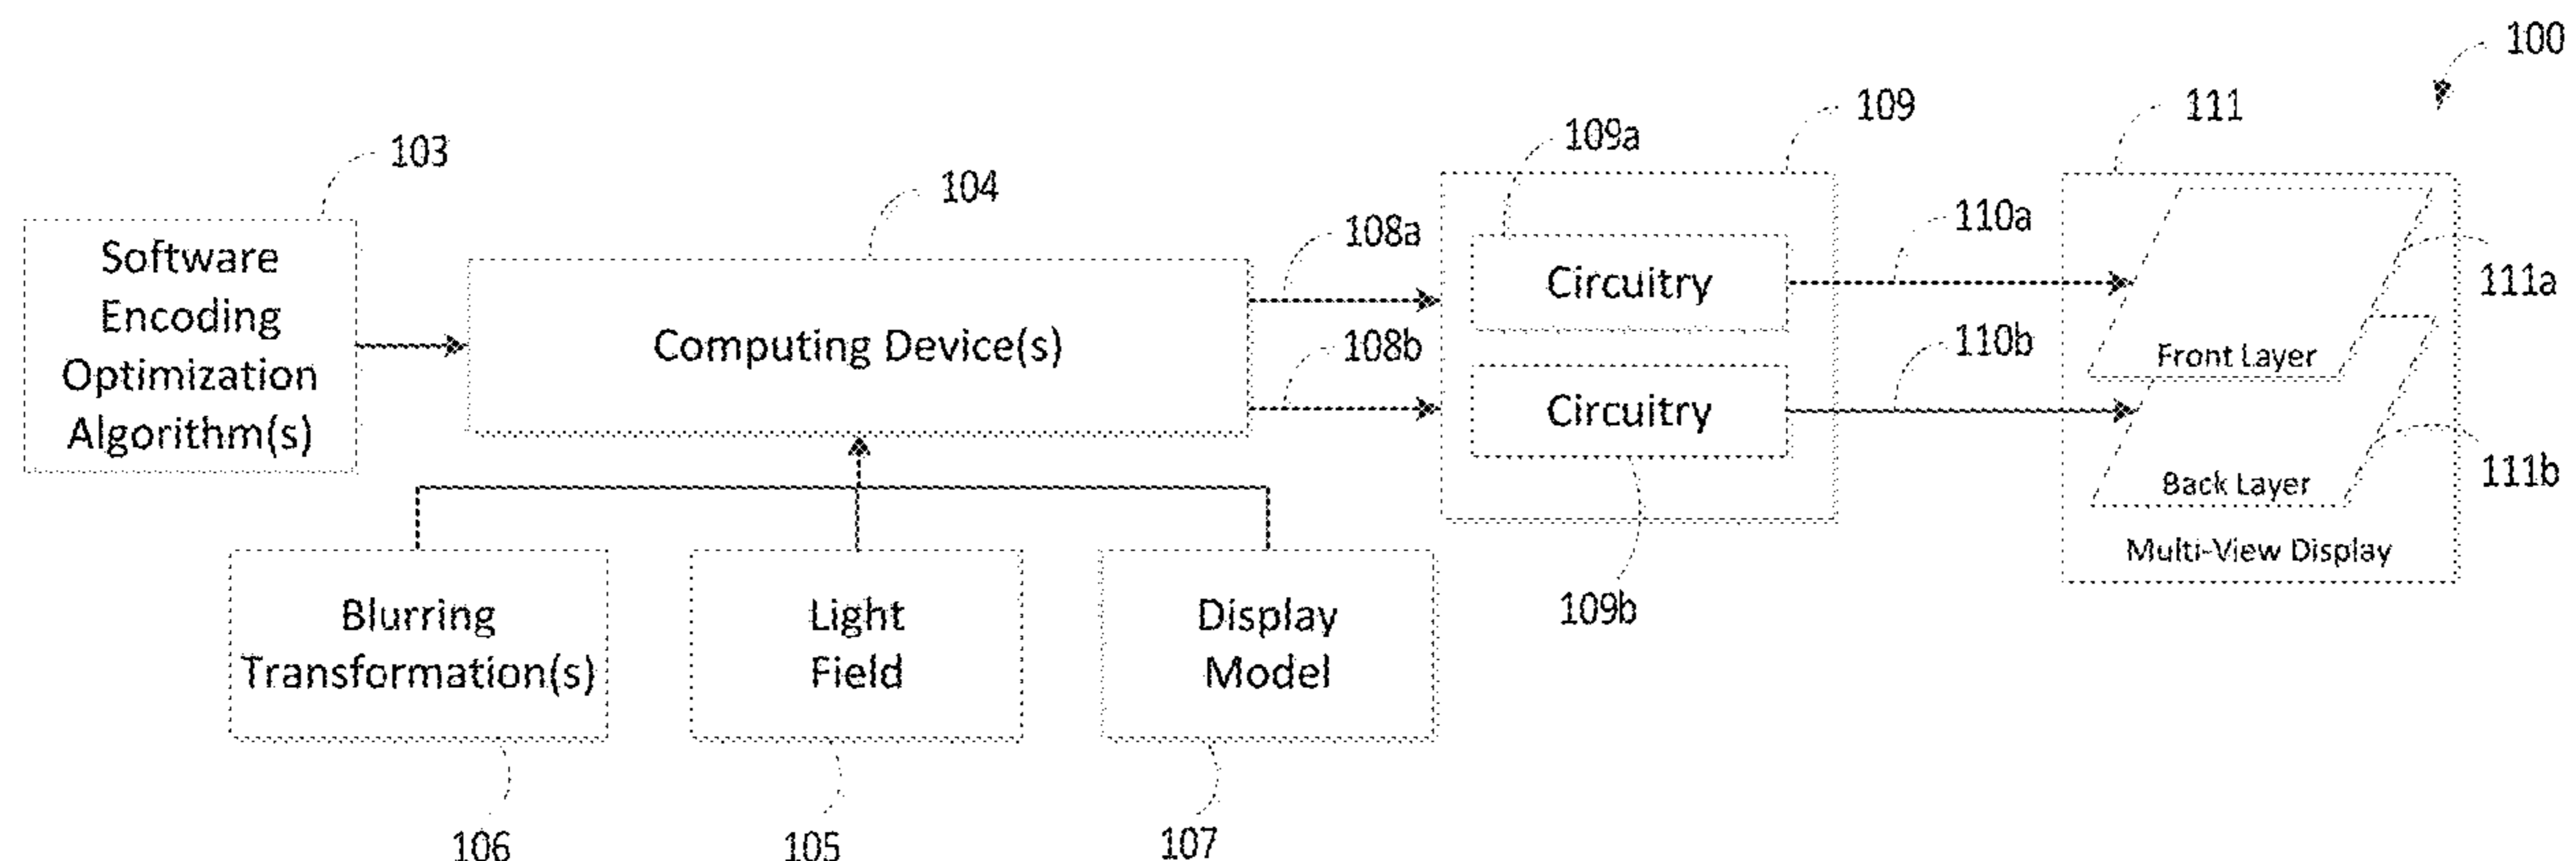 100
103
104
109a
109
111
Software
Encoding
Optimization
Algorithm(s)
Computing Device(s)
108a
108b
Circuitry
Circuitry
109b
110a
110b
Front Layer
Back Layer
Multi-View Display
111a
111b
Blurring
Transformation(s)
Light
Field
Display
Model
106
105
107